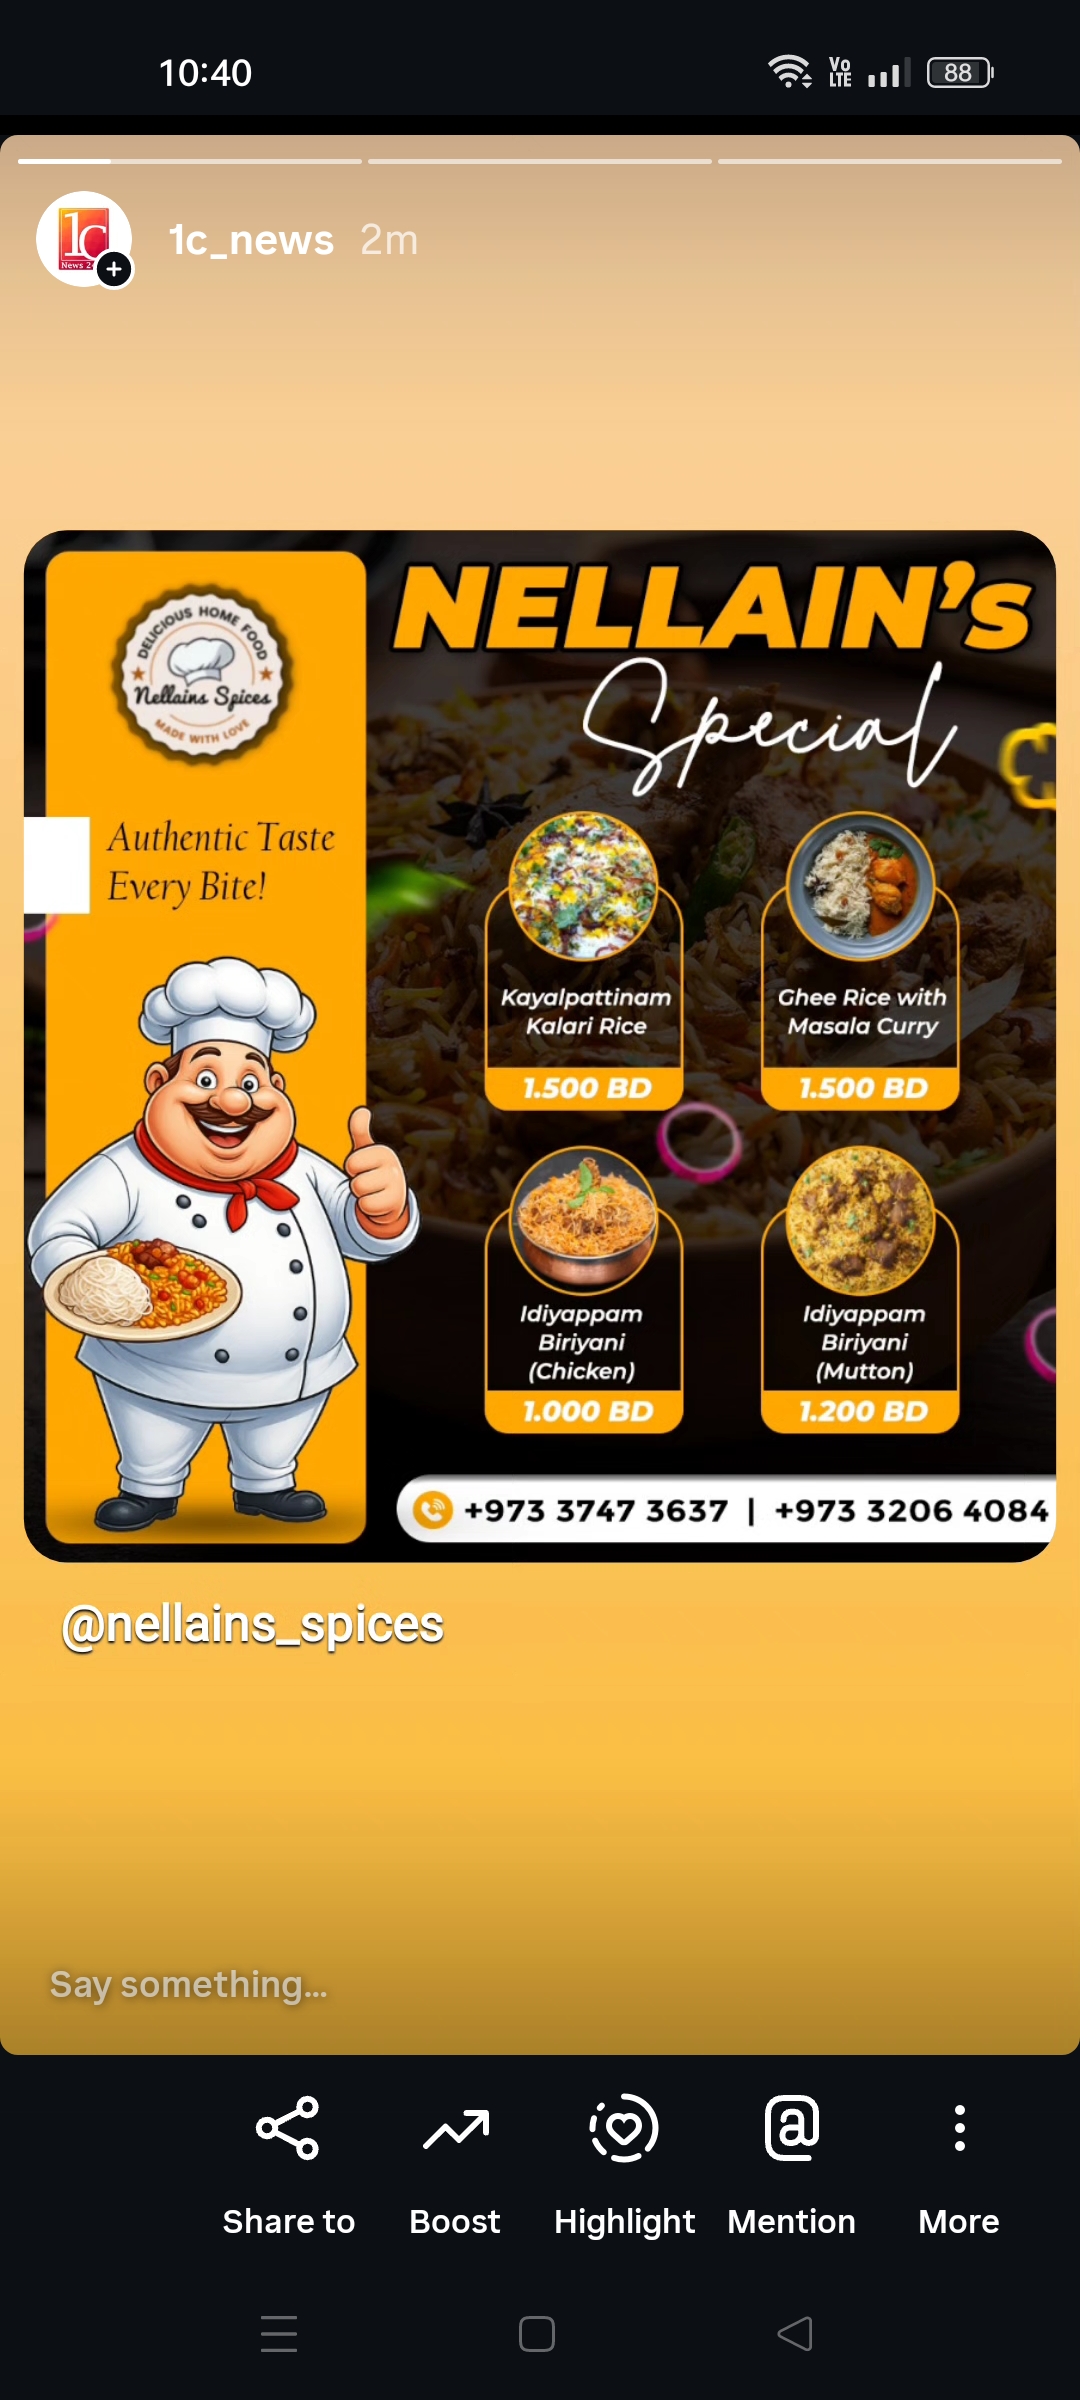 10:40
Vo
LTE
88
1c_news 2m
1c
DELICIOUS HOME FOOD
Nellains Spices
MADE WITH LOVE
Authentic Taste
Every Bite!
NELLAIN's
Special
Kayalpattinam
Kalari Rice
1.500 BD
Ghee Rice with
Masala Curry
1.500 BD
Idiyappam
Biriyani
(Chicken)
1.000 BD
Idiyappam
Biriyani
(Mutton)
1.200 BD
+973 3747 3637 | +973 3206 4084
@nellains_spices
Say something...
Share to
Boost
Highlight
Mention
More